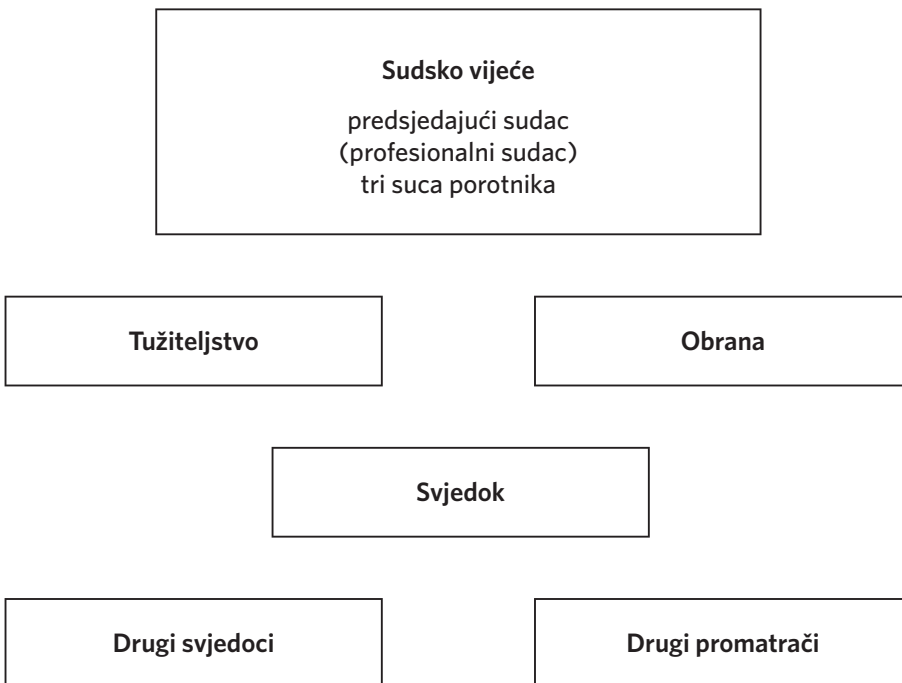 Sudsko vijeće
predsjedajući sudac
(profesionalni sudac)
tri suca porotnika
Tužiteljstvo
Obrana
Svjedok
Drugi svjedoci
Drugi promatrači